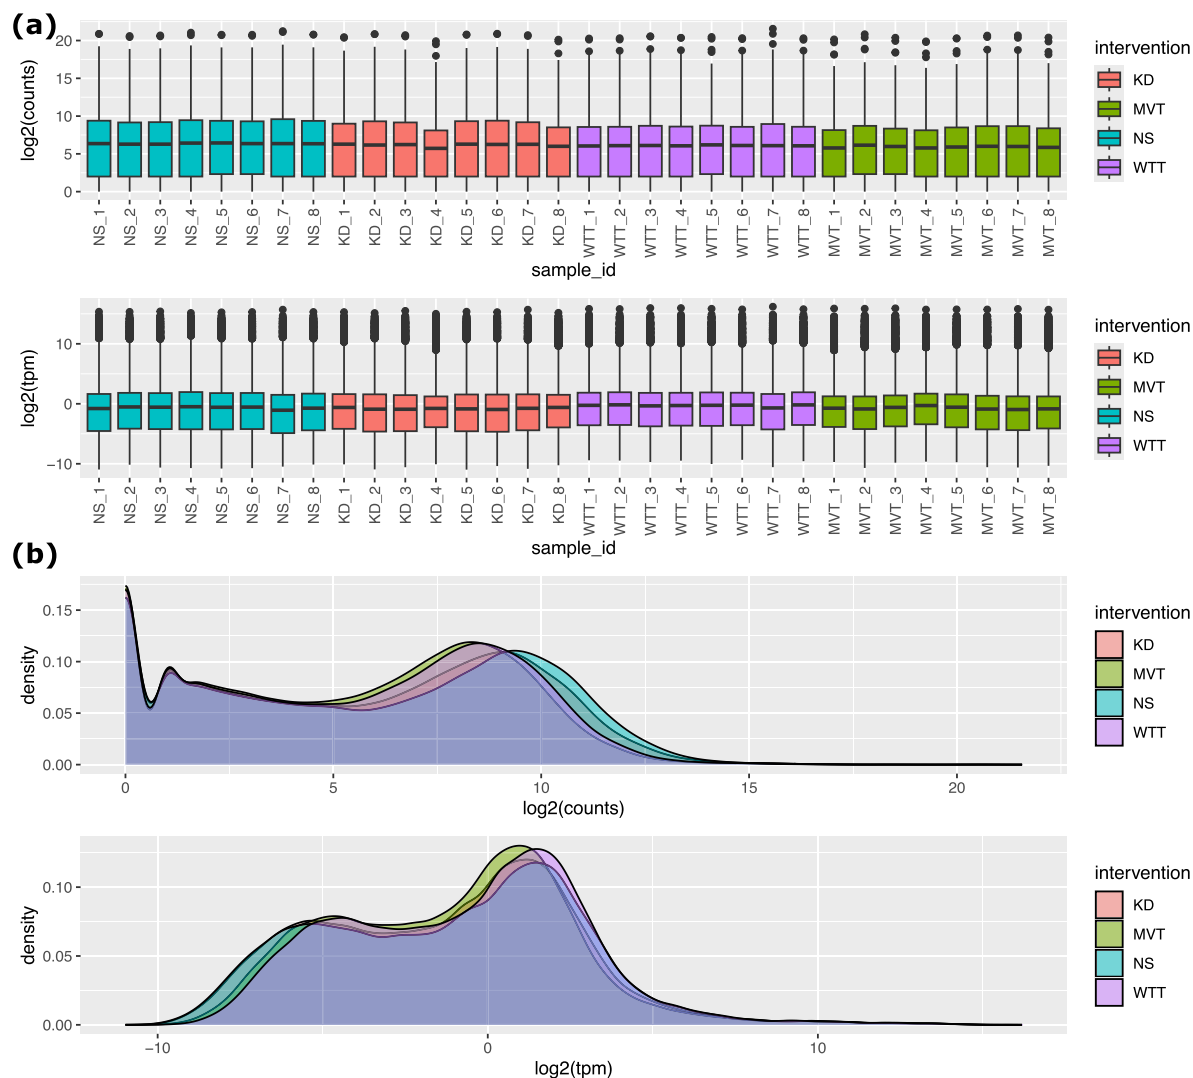 (a)
log2(counts)
20
15
10
5
0
NS_1 NS_2 NS_3 NS_4 NS_5 NS_6 NS_7 NS_8 KD_1 KD_2 KD_3 KD_4 KD_5 KD_6 KD_7 KD_8 WTT_1 WTT_2 WTT_3 WTT_4 WTT_5 WTT_6 WTT_7 WTT_8 MVT_1 MVT_2 MVT_3 MVT_4 MVT_5 MVT_6 MVT_7 MVT_8
sample_id
intervention
KD
MVT
NS
WTT
log2(tpm)
10
0
−10
NS_1 NS_2 NS_3 NS_4 NS_5 NS_6 NS_7 NS_8 KD_1 KD_2 KD_3 KD_4 KD_5 KD_6 KD_7 KD_8 WTT_1 WTT_2 WTT_3 WTT_4 WTT_5 WTT_6 WTT_7 WTT_8 MVT_1 MVT_2 MVT_3 MVT_4 MVT_5 MVT_6 MVT_7 MVT_8
sample_id
intervention
KD
MVT
NS
WTT
(b)
density
0.15
0.10
0.05
0.00
0 5 10 15 20
log2(counts)
intervention
KD
MVT
NS
WTT
density
0.10
0.05
0.00
−10 0 10
log2(tpm)
intervention
KD
MVT
NS
WTT